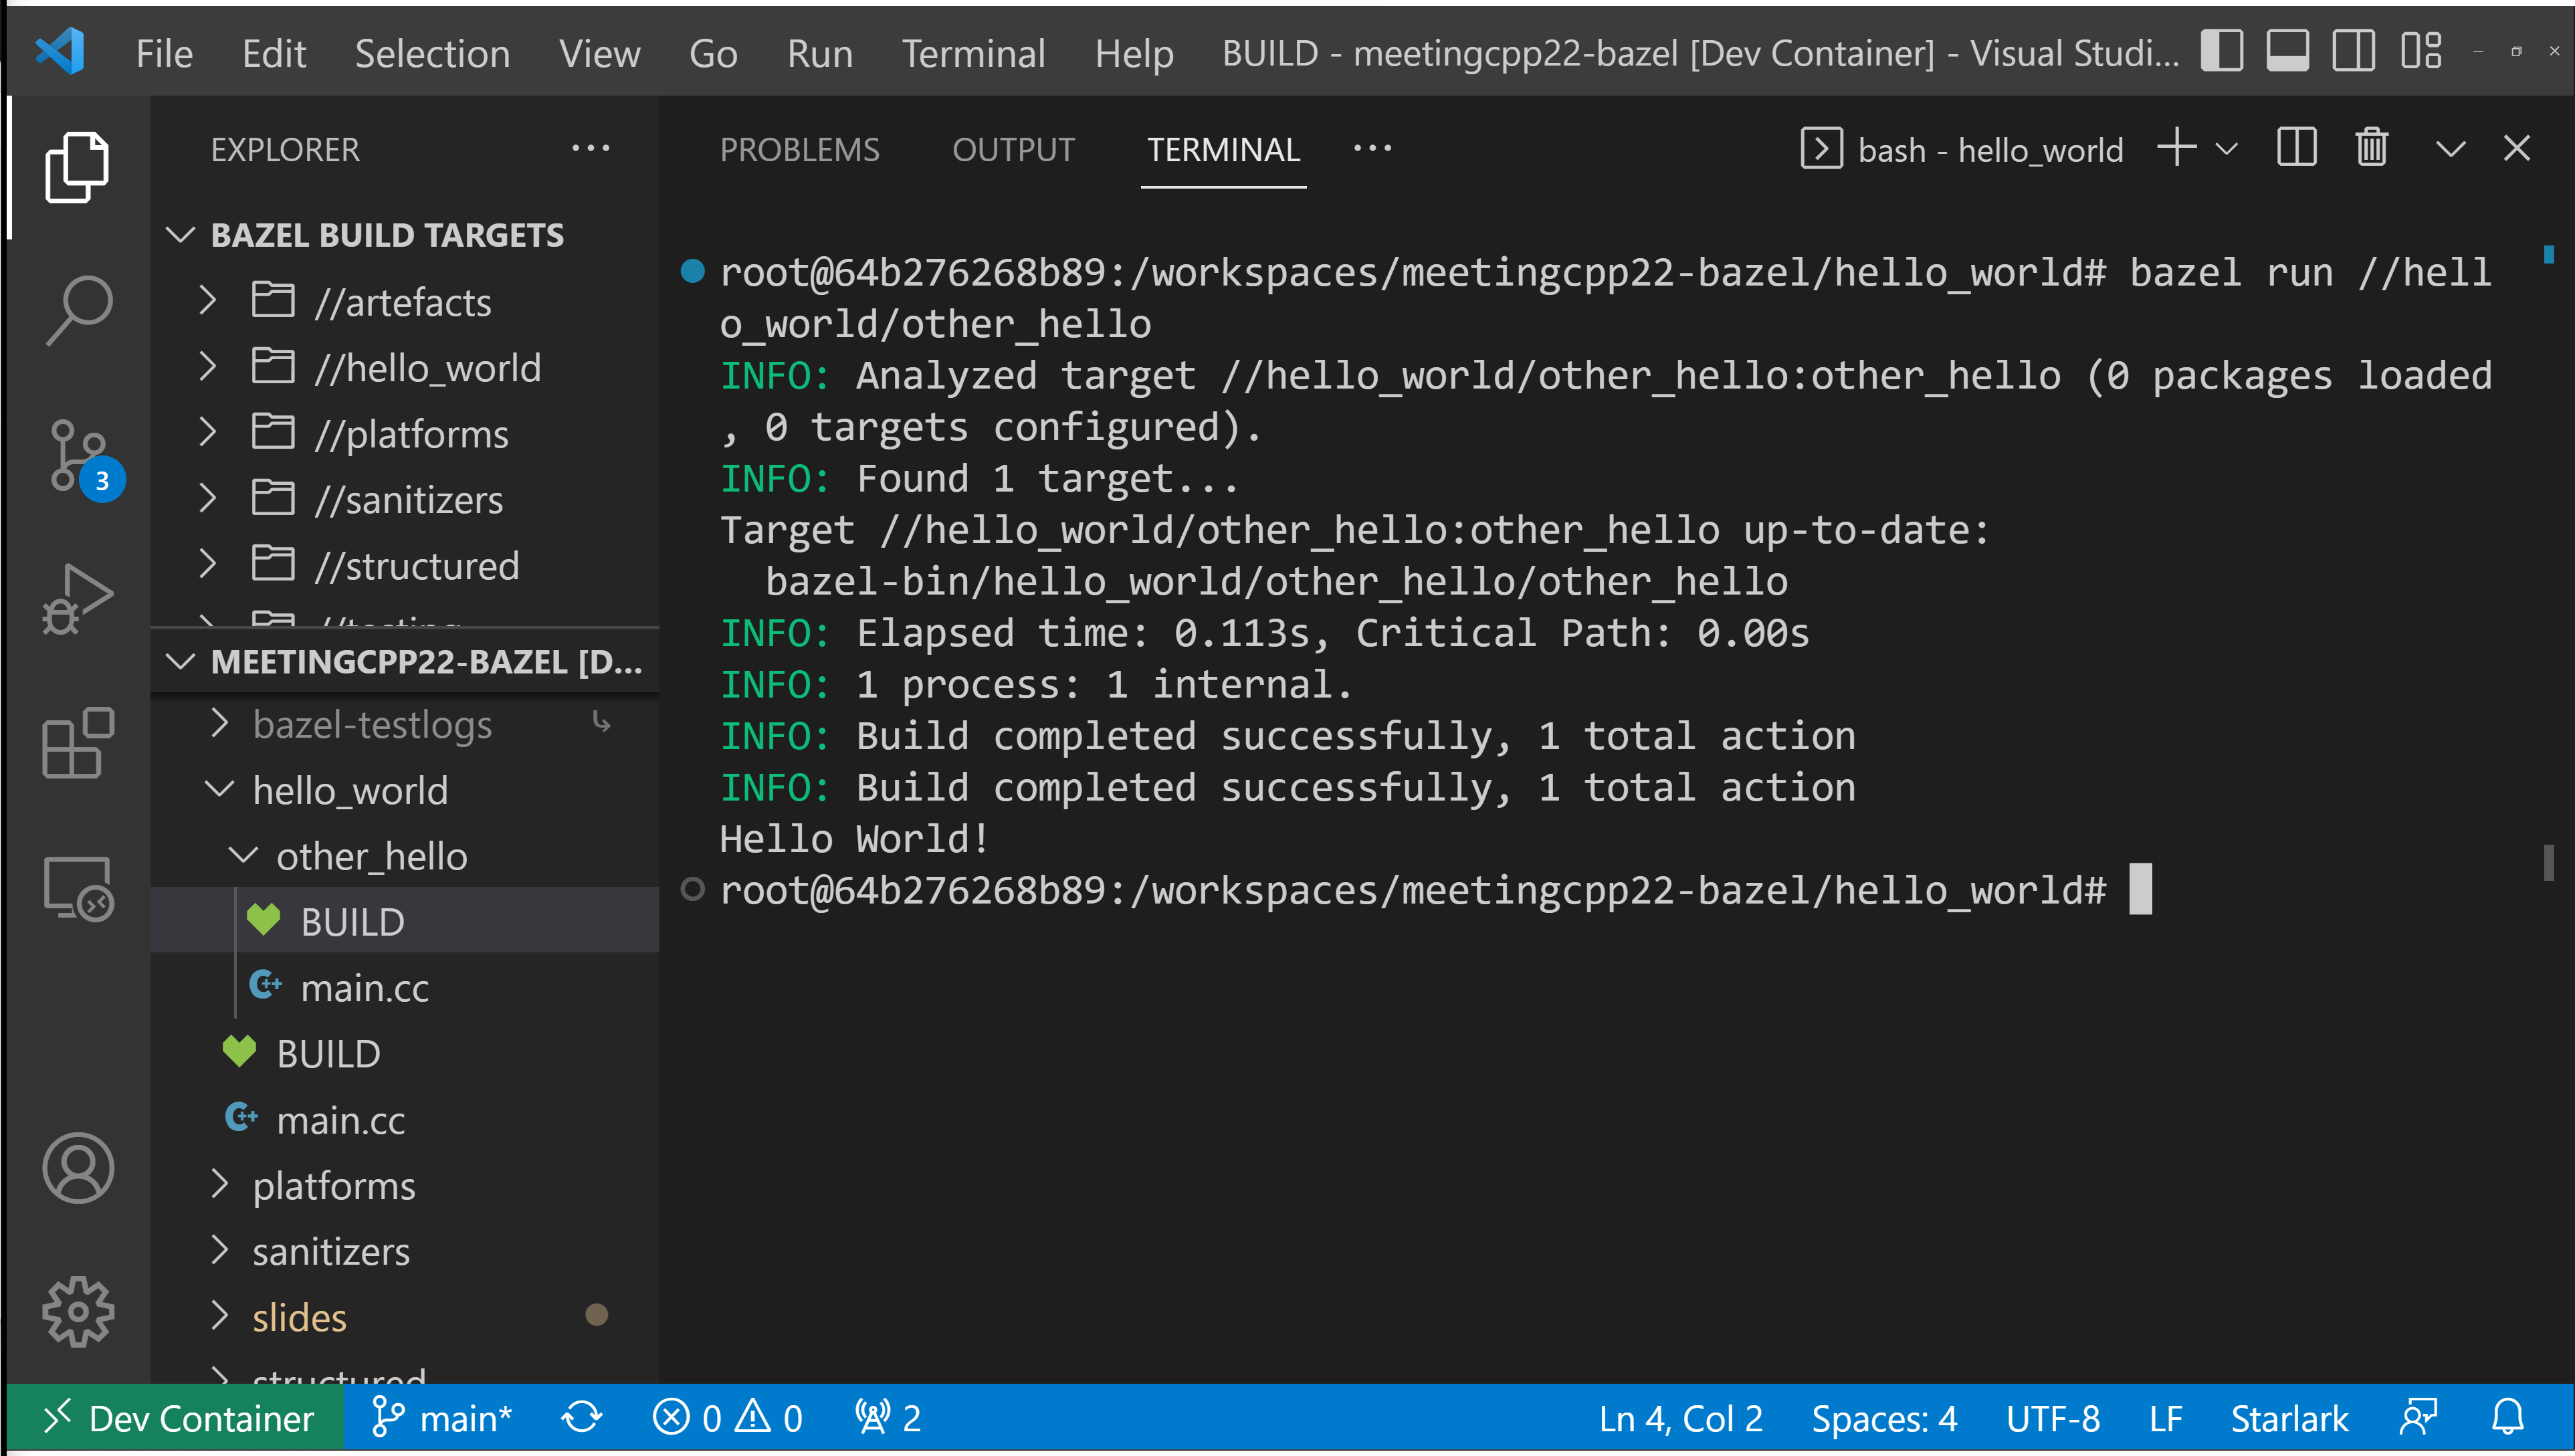 File Edit Selection View Go Run Terminal Help BUILD - meetingcpp22-bazel [Dev Container] - Visual Studi...
EXPLORER
BAZEL BUILD TARGETS
//artefacts
//hello_world
//platforms
//sanitizers
//structured
//testing
MEETINGCPP22-BAZEL [D...
bazel-testlogs
hello_world
other_hello
BUILD
main.cc
BUILD
main.cc
platforms
sanitizers
slides
structured
3
PROBLEMS OUTPUT TERMINAL
bash - hello_world
root@64b276268b89:/workspaces/meetingcpp22-bazel/hello_world# bazel run //hell
o_world/other_hello
INFO: Analyzed target //hello_world/other_hello:other_hello (0 packages loaded
, 0 targets configured).
INFO: Found 1 target...
Target //hello_world/other_hello:other_hello up-to-date:
  bazel-bin/hello_world/other_hello/other_hello
INFO: Elapsed time: 0.113s, Critical Path: 0.00s
INFO: 1 process: 1 internal.
INFO: Build completed successfully, 1 total action
INFO: Build completed successfully, 1 total action
Hello World!
root@64b276268b89:/workspaces/meetingcpp22-bazel/hello_world#
Dev Container main* 0 0 2 Ln 4, Col 2 Spaces: 4 UTF-8 LF Starlark